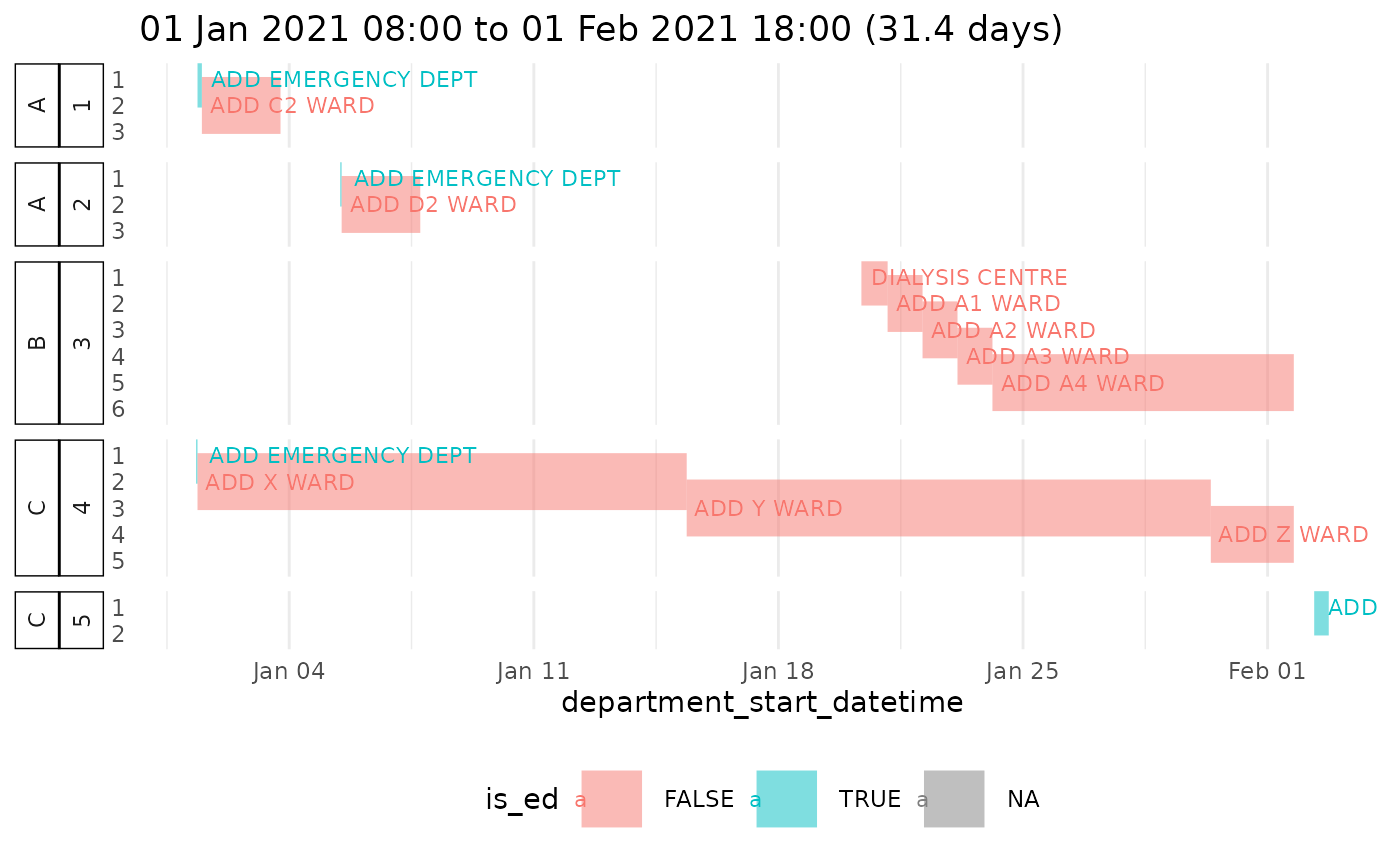 01 Jan 2021 08:00 to 01 Feb 2021 18:00 (31.4 days)
A 1
1 ADD EMERGENCY DEPT
2 ADD C2 WARD
3
A 2
1 ADD EMERGENCY DEPT
2 ADD D2 WARD
3
B 3
1 DIALYSIS CENTRE
2 ADD A1 WARD
3 ADD A2 WARD
4 ADD A3 WARD
5 ADD A4 WARD
6
C 4
1 ADD EMERGENCY DEPT
2 ADD X WARD
3 ADD Y WARD
4 ADD Z WARD
5
C 5
1 ADD
2
Jan 04 Jan 11 Jan 18 Jan 25 Feb 01
department_start_datetime
is_ed a FALSE a TRUE a NA